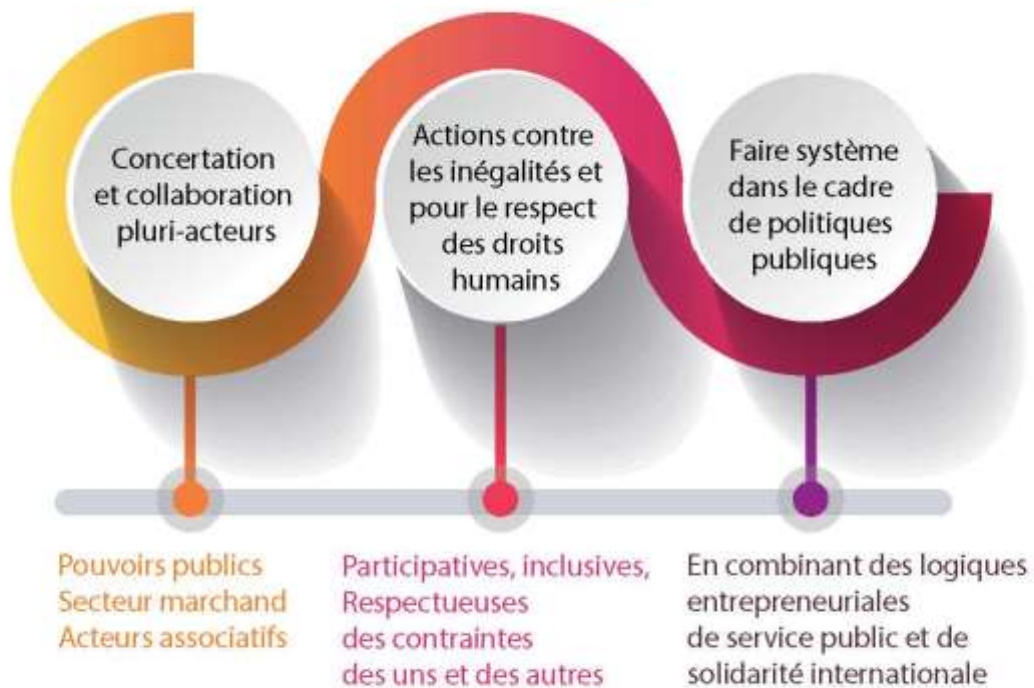 Concertation
et collaboration
pluri-acteurs
Actions contre
les inégalités et
pour le respect
des droits
humains
Faire système
dans le cadre
de politiques
publiques
Pouvoirs publics
Secteur marchand
Acteurs associatifs
Participatives, inclusives,
Respectueuses
des contraintes
des uns et des autres
En combinant des logiques
entrepreneuriales
de service public et de
solidarité internationale